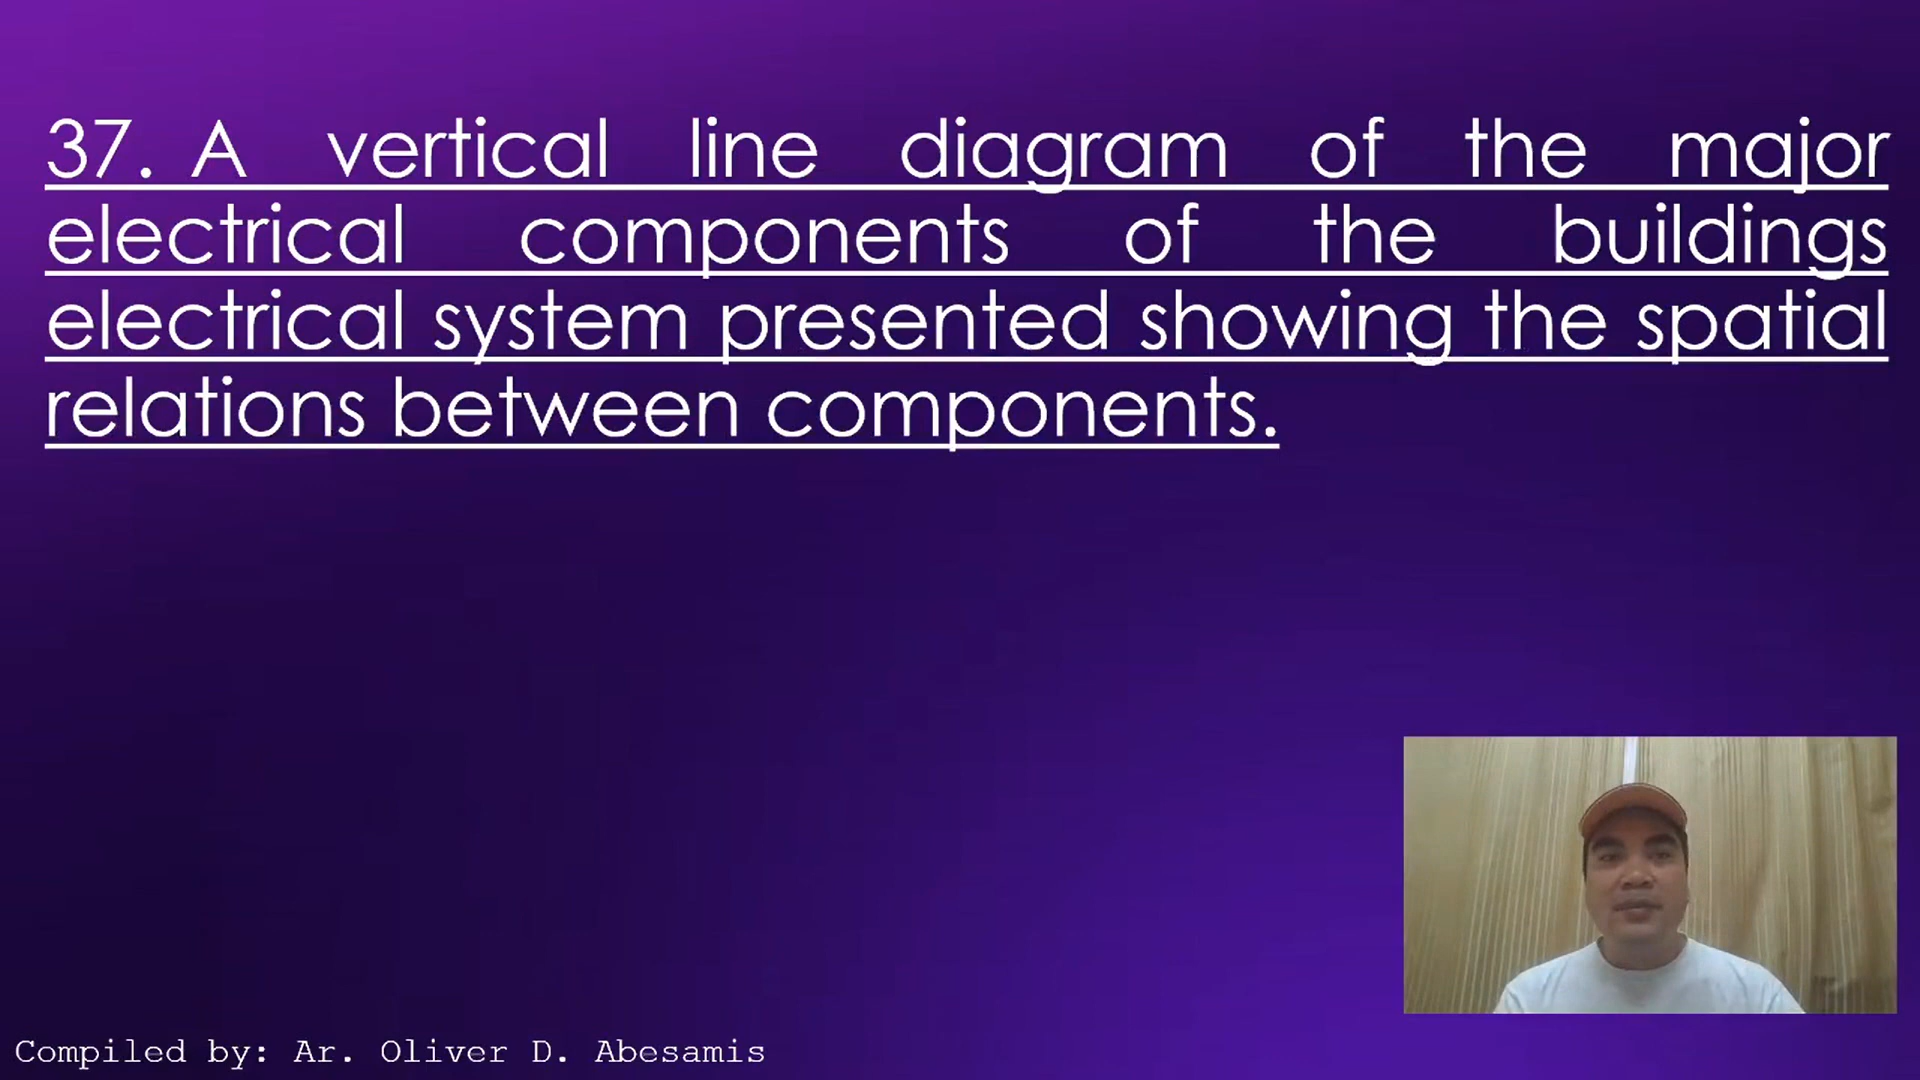 37. A vertical line diagram of the major
electrical components of the buildings
electrical system presented showing the spatial
relations between components.
Compiled by: Ar. Oliver D. Abesamis